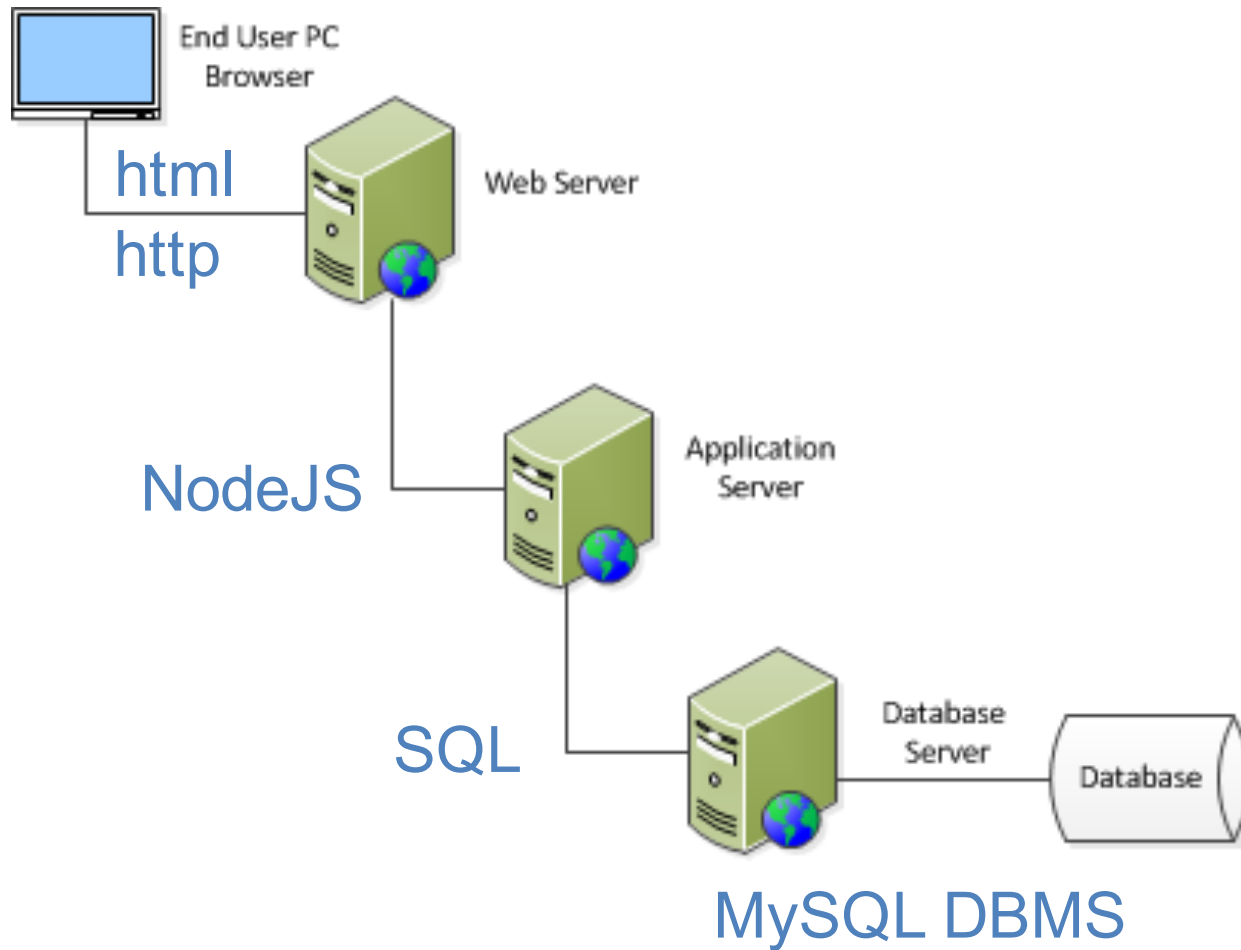 End User PC
Browser
html
http
Web Server
NodeJS
Application
Server
SQL
Database
Server
Database
MySQL DBMS